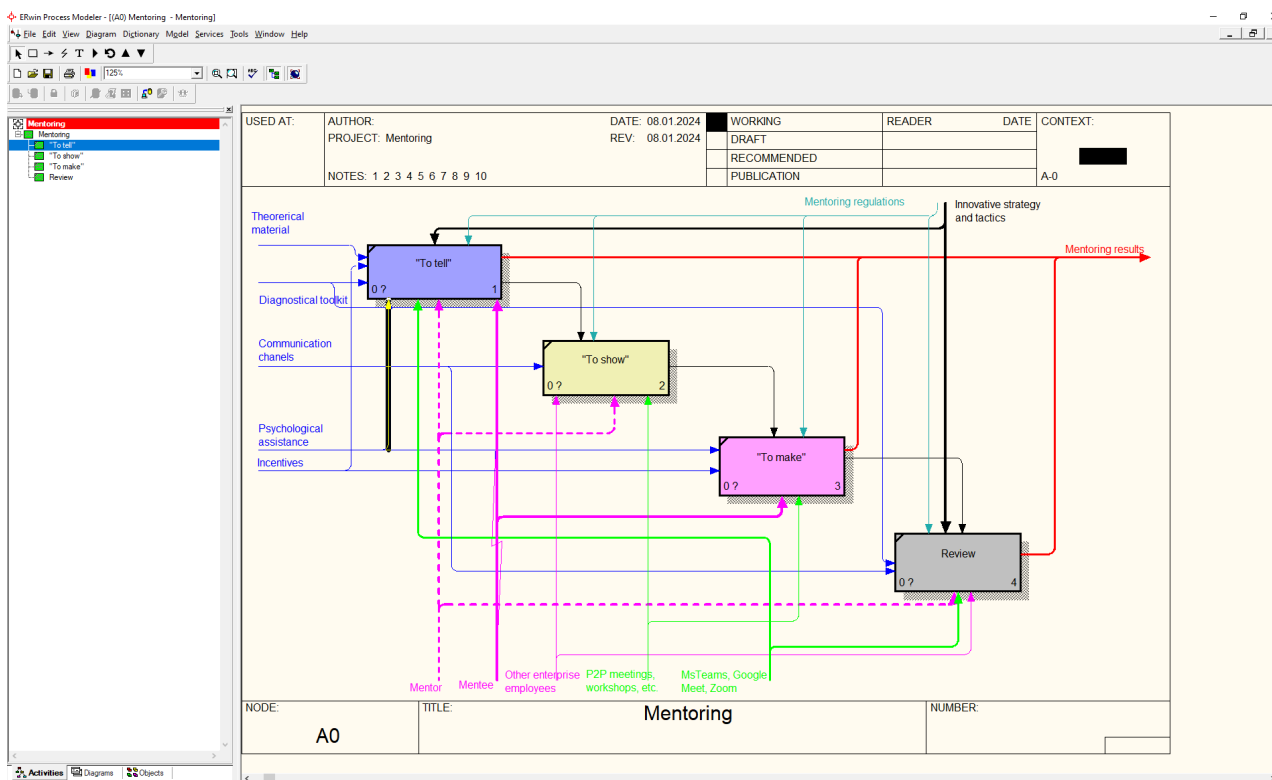 ERwin Process Modeler - [(A0) Mentoring - Mentoring]
File Edit View Diagram Dictionary Model Services Tools Window Help
125%
Mentoring
Mentoring
"To tell"
"To show"
"To make"
Review
Activities Diagrams Objects
USED AT:
AUTHOR:
DATE: 08.01.2024
PROJECT: Mentoring
REV: 08.01.2024
NOTES: 1 2 3 4 5 6 7 8 9 10
WORKING
DRAFT
RECOMMENDED
PUBLICATION
READER
DATE
CONTEXT:
A-0
Mentoring regulations
Innovative strategy
and tactics
Theorerical
material
Mentoring results
"To tell"
0 ?
1
Diagnostical toolkit
Communication
chanels
"To show"
0 ?
2
Psychological
assistance
Incentives
"To make"
0 ?
3
Review
0 ?
4
Mentor
Mentee
Other enterprise
employees
P2P meetings,
workshops, etc.
MsTeams, Google
Meet, Zoom
NODE:
A0
TITLE:
Mentoring
NUMBER: